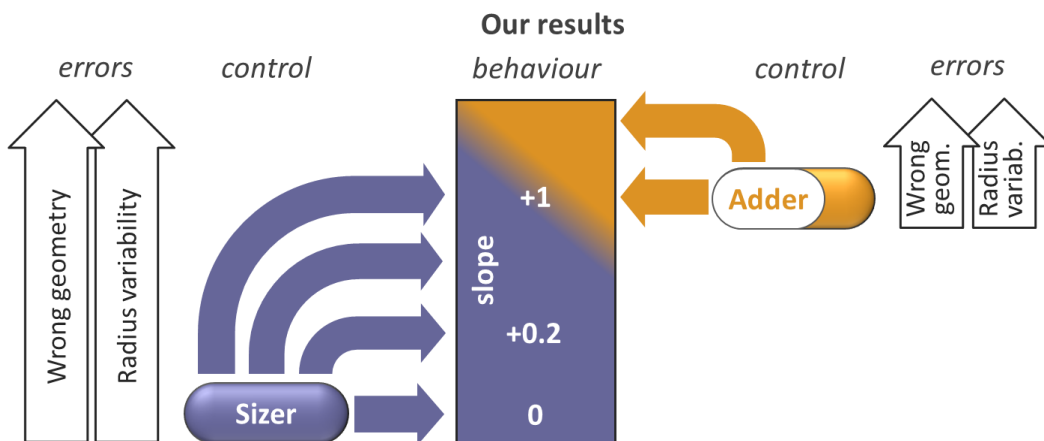 Our results
errors
control
behaviour
control
errors
Wrong geometry
Radius variability
slope
+1
+0.2
0
Sizer
Adder
Wrong
geom.
Radius
variab.